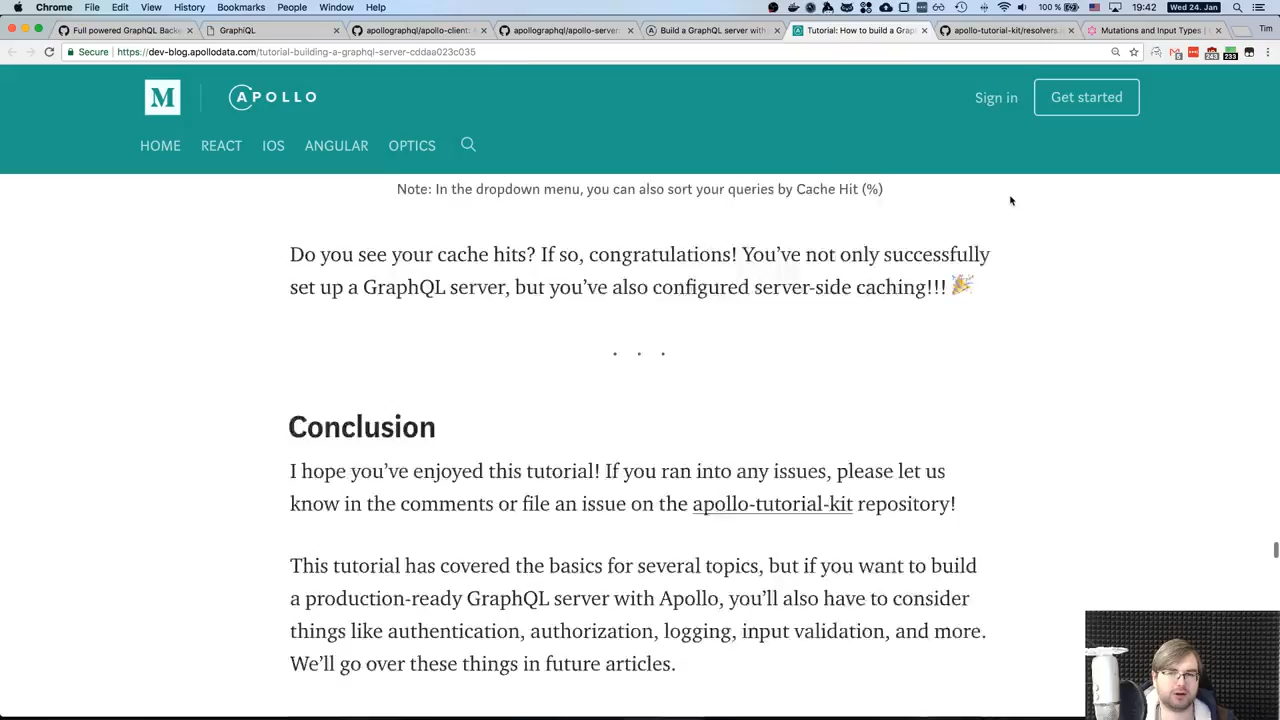 Chrome File Edit View History Bookmarks People Window Help 100 % 19:42 Wed 24. Jan
Full powered GraphQL Backe GraphiQL apollographql/apollo-client: apollographql/apollo-server: Build a GraphQL server with Tutorial: How to build a Grap apollo-tutorial-kit/resolvers.j Mutations and Input Types | Tim
Secure https://dev-blog.apollodata.com/tutorial-building-a-graphql-server-cddaa023c035
M APOLLO Sign in Get started
HOME REACT IOS ANGULAR OPTICS
Note: In the dropdown menu, you can also sort your queries by Cache Hit (%)
Do you see your cache hits? If so, congratulations! You’ve not only successfully
set up a GraphQL server, but you’ve also configured server-side caching!!! 🎉
. . .
Conclusion
I hope you’ve enjoyed this tutorial! If you ran into any issues, please let us
know in the comments or file an issue on the apollo-tutorial-kit repository!
This tutorial has covered the basics for several topics, but if you want to build
a production-ready GraphQL server with Apollo, you’ll also have to consider
things like authentication, authorization, logging, input validation, and more.
We’ll go over these things in future articles.